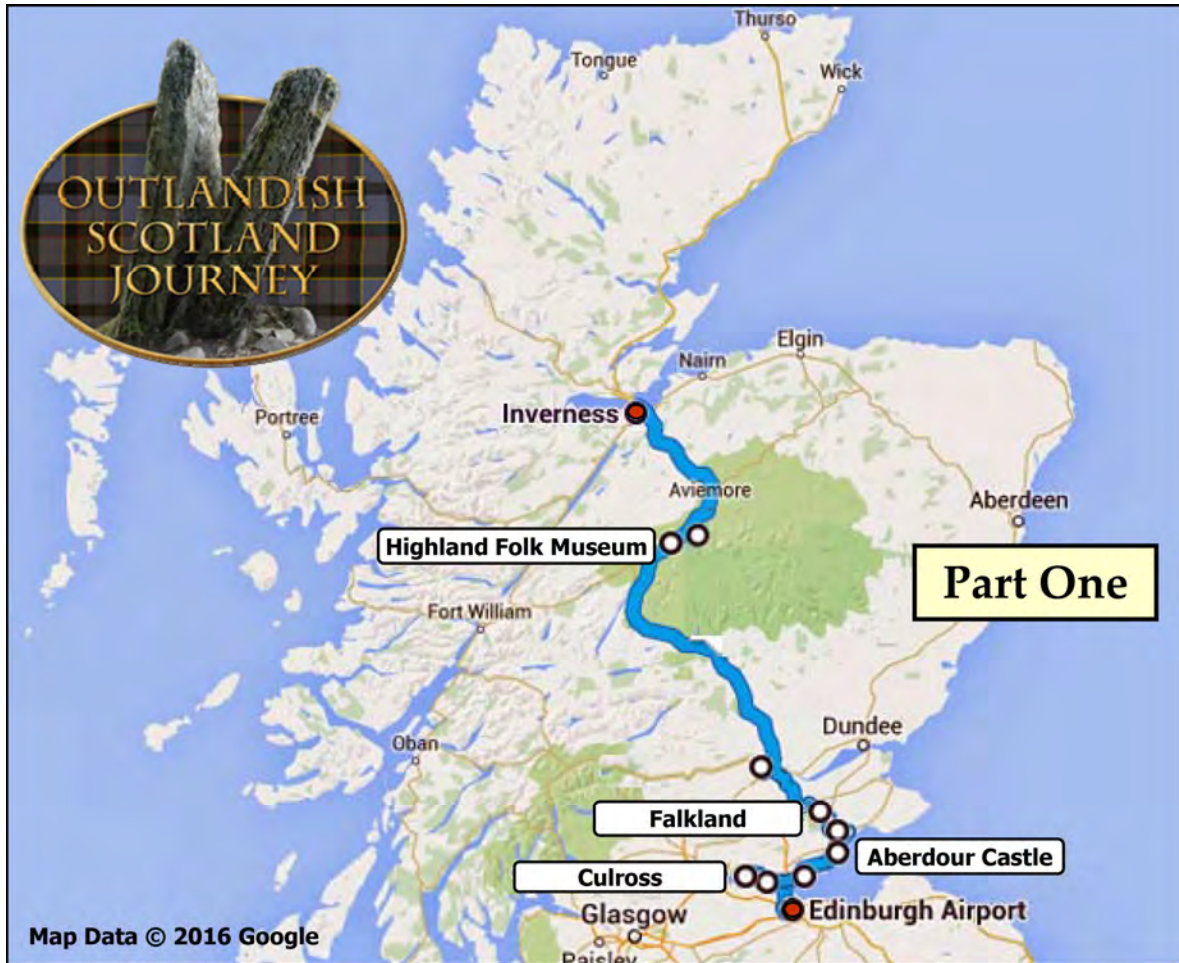 Thurso
Tongue
Wick
OUTLANDISH
SCOTLAND
JOURNEY
Elgin
Nairn
Inverness
Portree
Aviemore
Aberdeen
Highland Folk Museum
Part One
Fort William
Dundee
Oban
Falkland
Aberdour Castle
Culross
Edinburgh Airport
Glasgow
Map Data © 2016 Google
Paisley